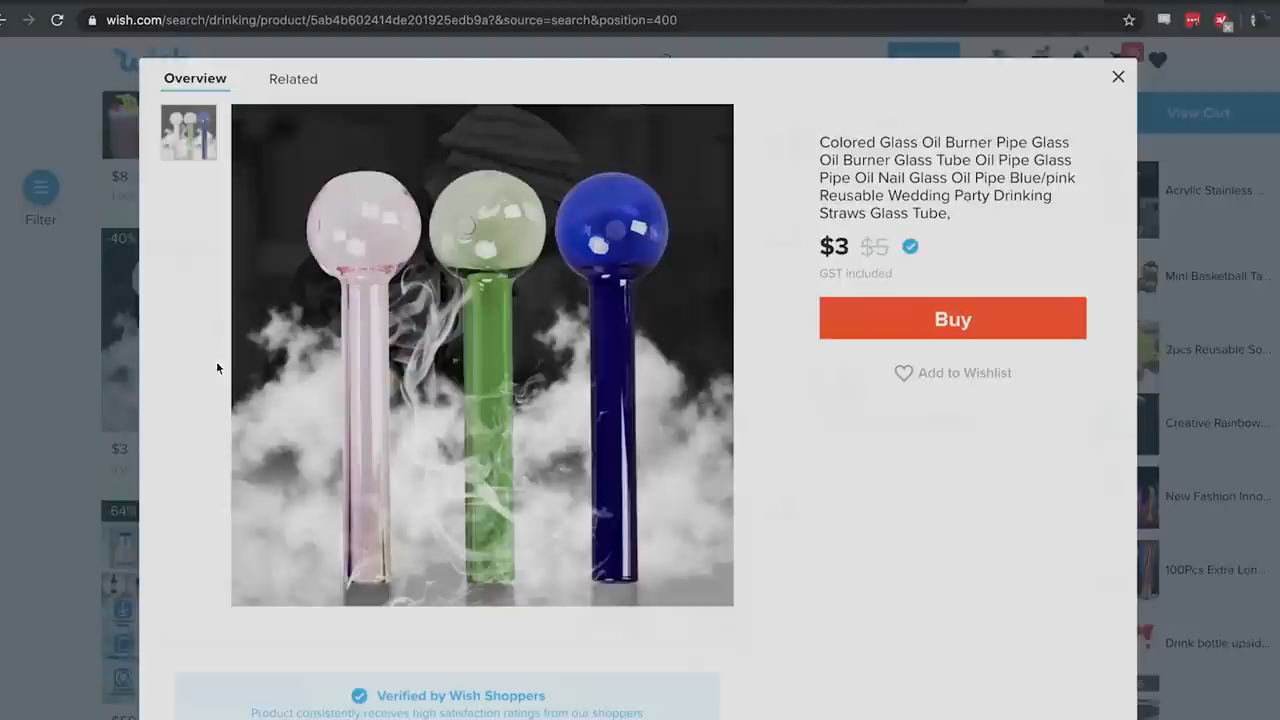 wish.com/search/drinking/product/5ab4b602414de201925edb9a?&source=search&position=400
Overview
Related
Filter
$8
-40%
$3
Colored Glass Oil Burner Pipe Glass
Oil Burner Glass Tube Oil Pipe Glass
Pipe Oil Nail Glass Oil Pipe Blue/pink
Reusable Wedding Party Drinking
Straws Glass Tube,
$3 $5
GST included
Buy
Add to Wishlist
View Cart
Acrylic Stainless ...
Mini Basketball Ta...
2pcs Reusable So...
Creative Rainbow...
New Fashion Inno...
100Pcs Extra Lon...
Drink bottle upsid...
Verified by Wish Shoppers
Product consistently receives high satisfaction ratings from our shoppers